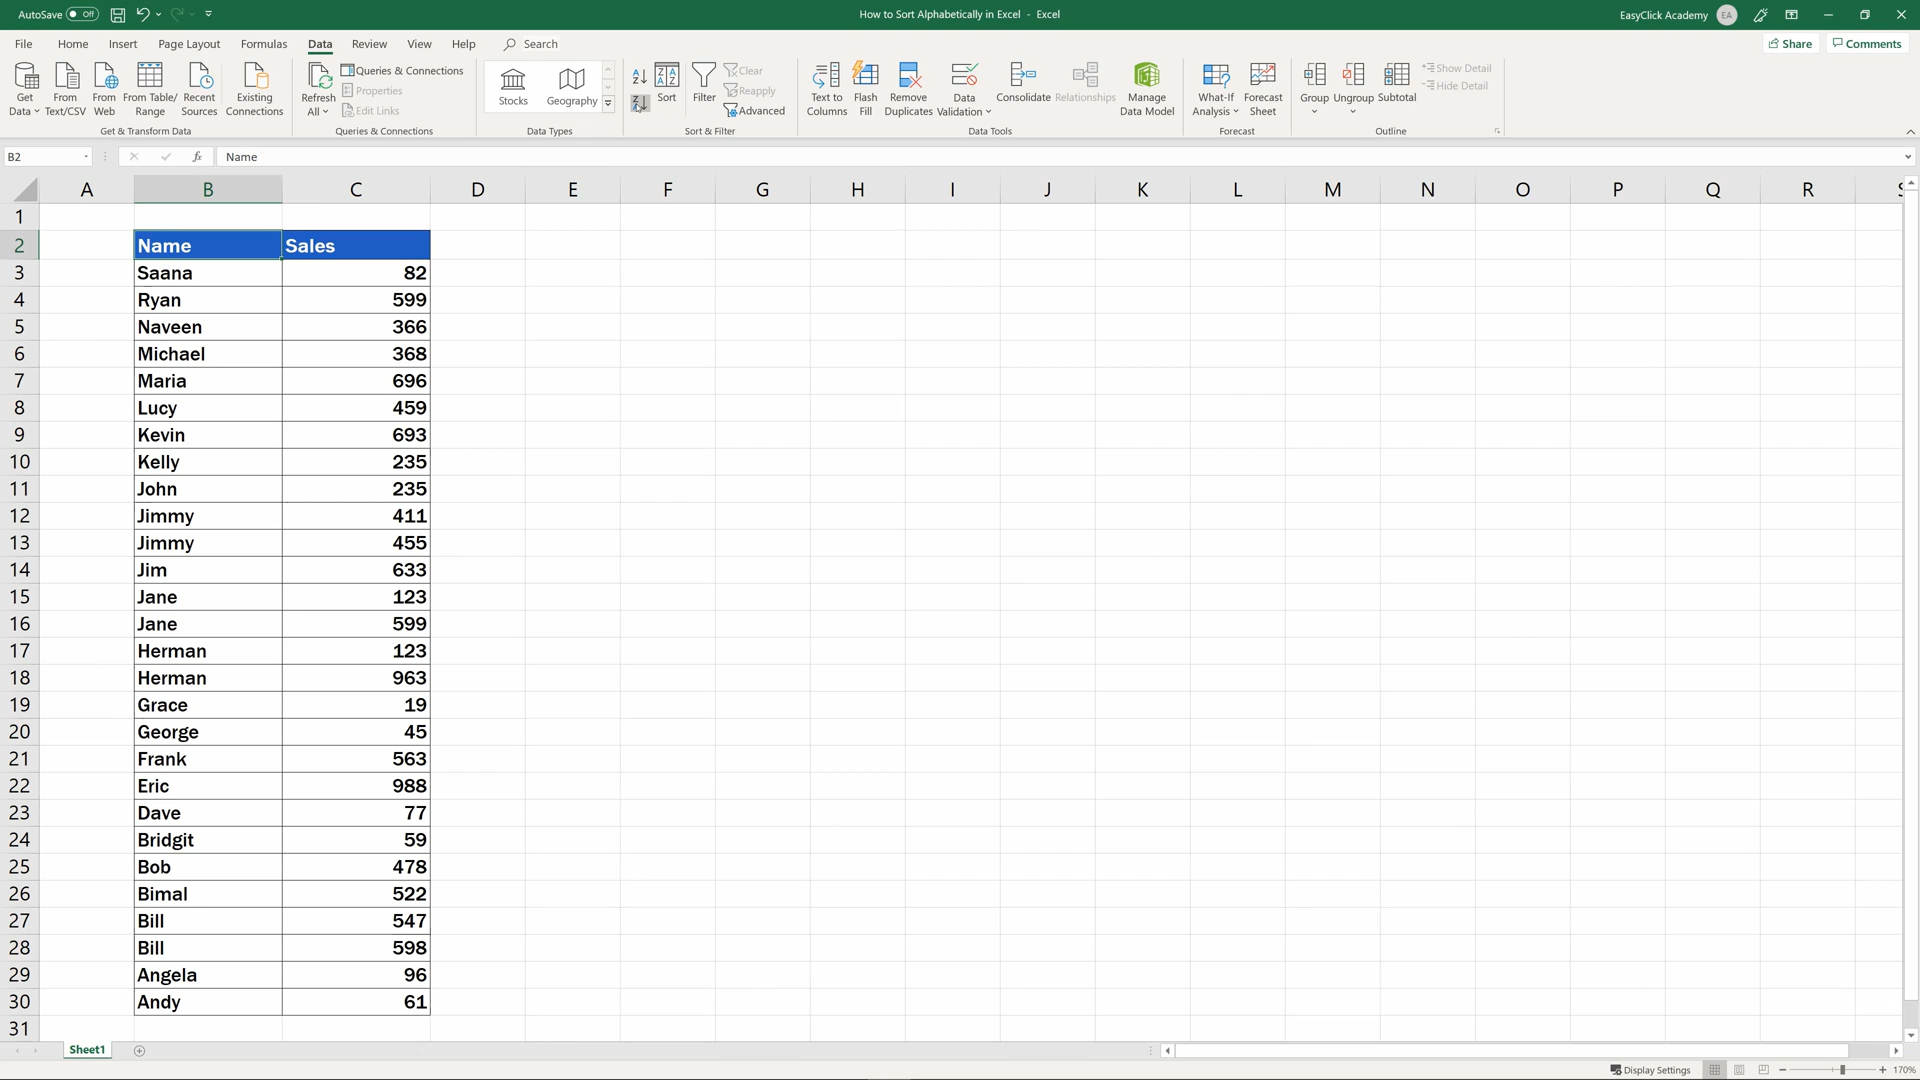 AutoSave Off
How to Sort Alphabetically in Excel - Excel
EasyClick Academy EA
File Home Insert Page Layout Formulas Data Review View Help Search
Share Comments
Get Data
From Text/CSV
From Web
From Table/ Range
Recent Sources
Existing Connections
Get & Transform Data
Refresh All
Queries & Connections
Properties
Edit Links
Queries & Connections
Stocks
Geography
Data Types
Sort
Filter
Clear
Reapply
Advanced
Sort & Filter
Text to Columns
Flash Fill
Remove Duplicates
Data Validation
Consolidate
Relationships
Manage Data Model
Data Tools
What-If Analysis
Forecast Sheet
Forecast
Group
Ungroup
Subtotal
Show Detail
Hide Detail
Outline
B2 fx Name
A B C D E F G H I J K L M N O P Q R S
1
2 Name Sales
3 Saana 82
4 Ryan 599
5 Naveen 366
6 Michael 368
7 Maria 696
8 Lucy 459
9 Kevin 693
10 Kelly 235
11 John 235
12 Jimmy 411
13 Jimmy 455
14 Jim 633
15 Jane 123
16 Jane 599
17 Herman 123
18 Herman 963
19 Grace 19
20 George 45
21 Frank 563
22 Eric 988
23 Dave 77
24 Bridgit 59
25 Bob 478
26 Bimal 522
27 Bill 547
28 Bill 598
29 Angela 96
30 Andy 61
31
Sheet1
Display Settings 170%